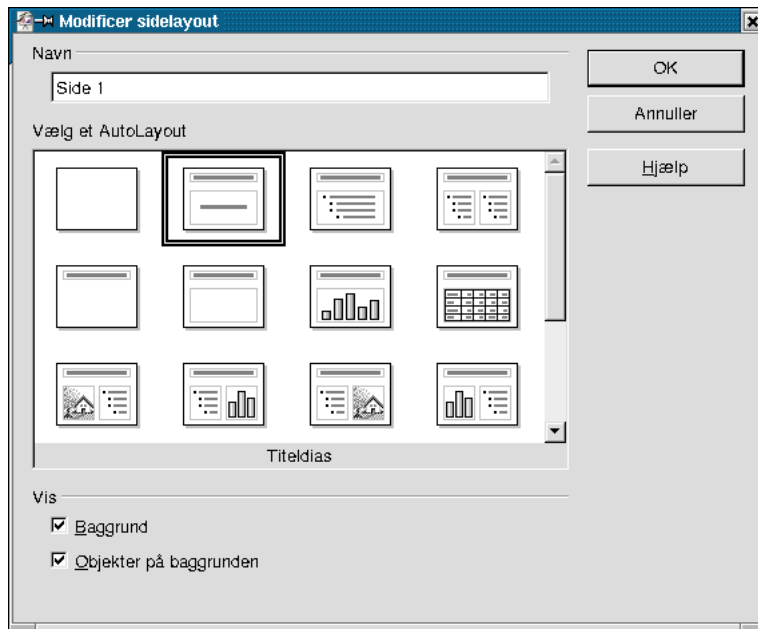 Modificer sidelayout
Navn
Side 1
Vælg et AutoLayout
Titeldias
Vis
Baggrund
Objekter på baggrunden
OK
Annuller
Hjælp